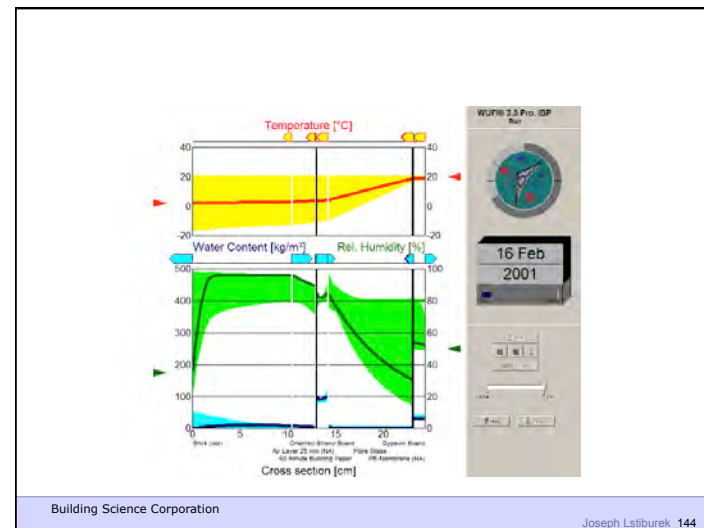 WUFI® 3.3 Pro, IBP
Run
Temperature [°C]
40 40
20 20
0 0
-20 -20
Water Content [kg/m³] Rel. Humidity [%]
500 100
400 80
300 60
200 40
100 20
0 0
0 5 10 15 20
Oriented Strand Board Gypsum Board
Air Layer 25 mm (NA) Fibre Glass
60 minute Building Paper PE-Membrane (NA)
Cross section [cm]
16 Feb
2001
Building Science Corporation
Joseph Lstiburek 144